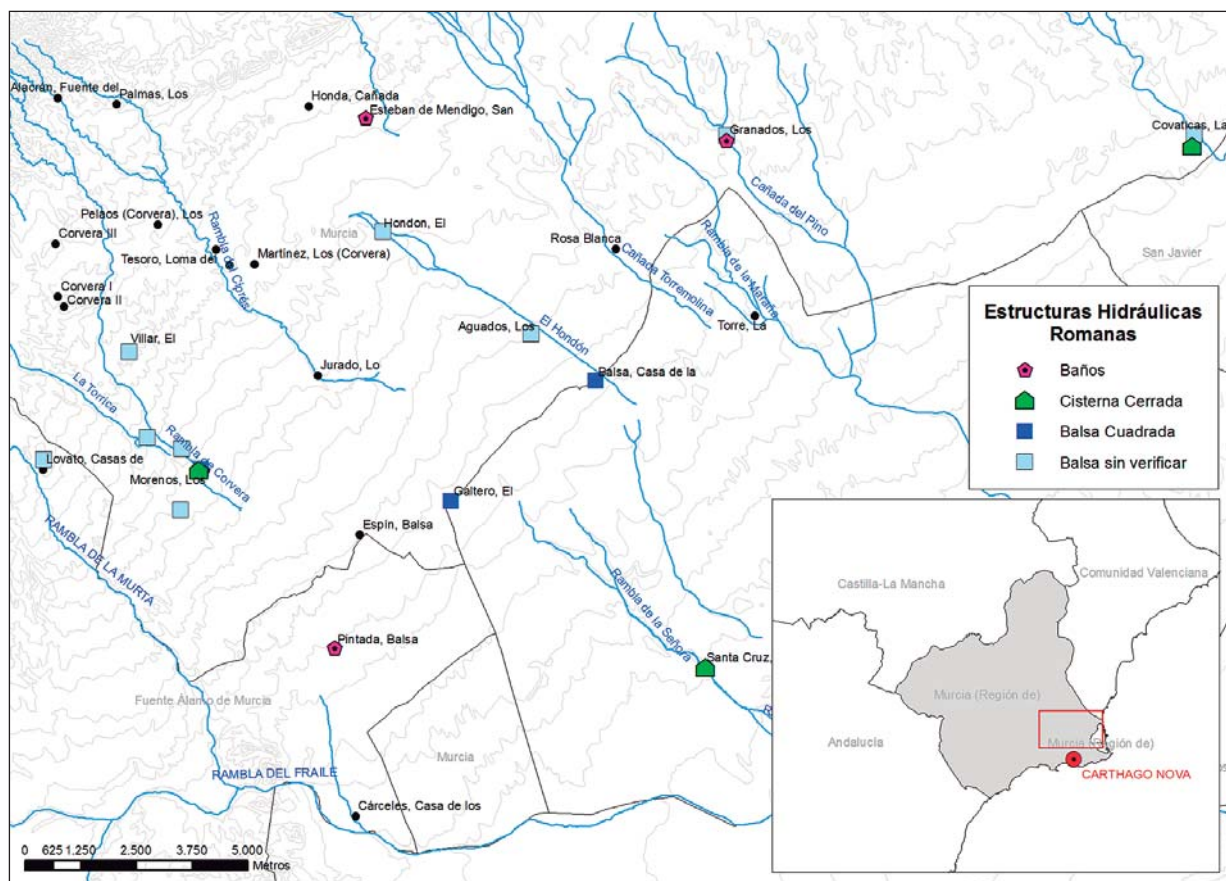 Alacrán, Fuente del
Palmas, Los
Honda, Cañada
Esteban de Mendigo, San
Granados, Los
Covaticas, La
Cañada del Pino
Pelaos (Corvera), Los
Corvera III
Rambla del Ciprés
Murcia
Hondon, El
Tesoro, Loma del
Martínez, Los (Corvera)
Rosa Blanca
Cañada Torremolina
Rambla de la Maraña
San Javier
Corvera I
Corvera II
Villar, El
Aguados, Los
El Hondón
Torre, La
Jurado, Lo
Balsa, Casa de la
La Torrica
Rambla de Corvera
Lovato, Casas de
Morenos, Los
Galtero, El
Espín, Balsa
RAMBLA DE LA MURTA
Rambla de la Señora
Pintada, Balsa
Santa Cruz,
Fuente Álamo de Murcia
Murcia
RAMBLA DEL FRAILE
Cárceles, Casa de los
0 625 1.250 2.500 3.750 5.000
Metros
Estructuras Hidráulicas
Romanas
Baños
Cisterna Cerrada
Balsa Cuadrada
Balsa sin verificar
Castilla-La Mancha
Comunidad Valenciana
Murcia (Región de)
Andalucía
Murcia (Región de)
CARTHAGO NOVA